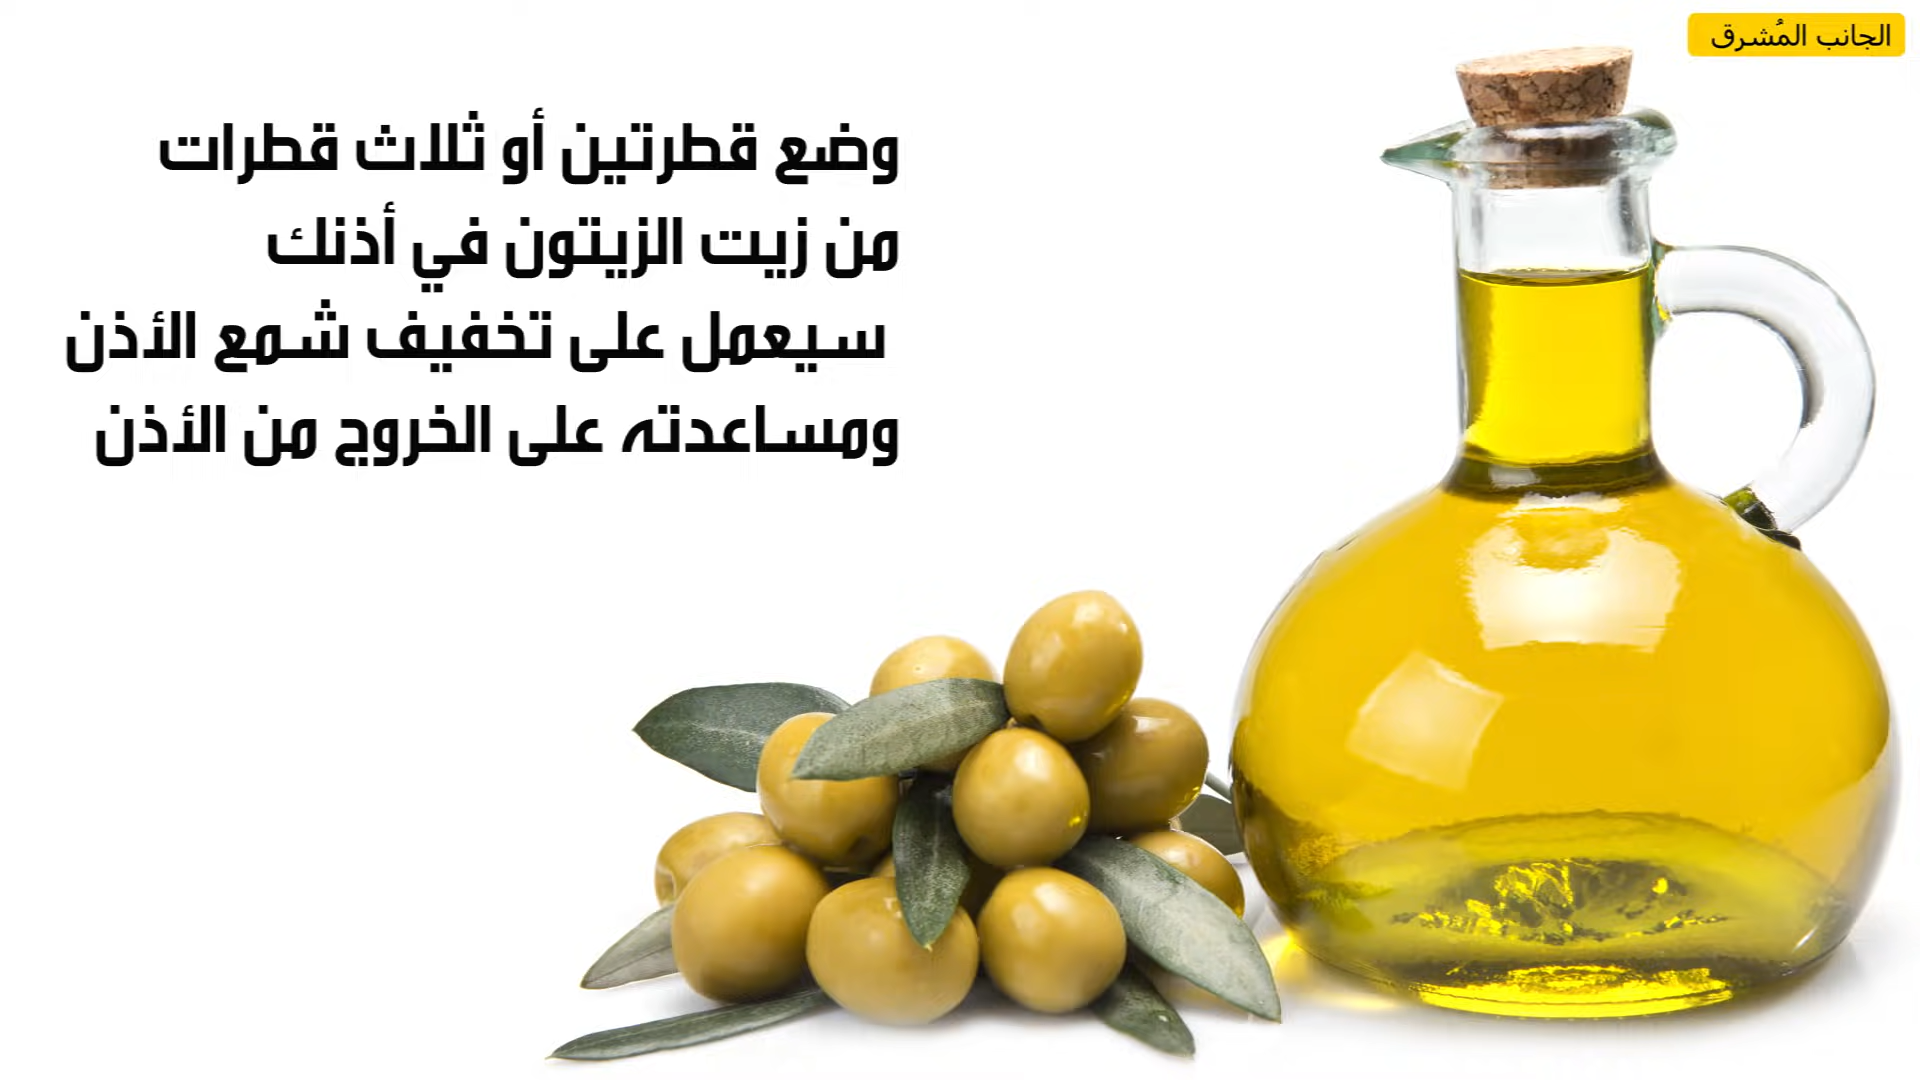 الجانب المُشرق
وضع قطرتين أو ثلاث قطرات
من زيت الزيتون في أذنك
سيعمل على تخفيف شمع الأذن
ومساعدته على الخروج من الأذن